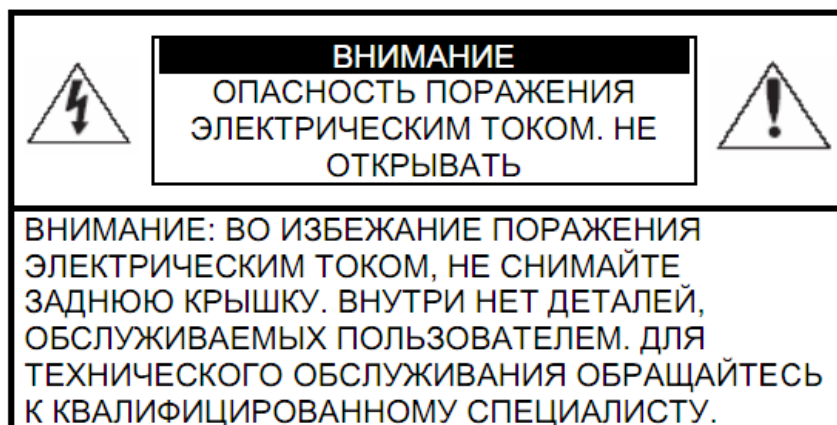 ВНИМАНИЕ
ОПАСНОСТЬ ПОРАЖЕНИЯ
ЭЛЕКТРИЧЕСКИМ ТОКОМ. НЕ
ОТКРЫВАТЬ
ВНИМАНИЕ: ВО ИЗБЕЖАНИЕ ПОРАЖЕНИЯ
ЭЛЕКТРИЧЕСКИМ ТОКОМ, НЕ СНИМАЙТЕ
ЗАДНЮЮ КРЫШКУ. ВНУТРИ НЕТ ДЕТАЛЕЙ,
ОБСЛУЖИВАЕМЫХ ПОЛЬЗОВАТЕЛЕМ. ДЛЯ
ТЕХНИЧЕСКОГО ОБСЛУЖИВАНИЯ ОБРАЩАЙТЕСЬ
К КВАЛИФИЦИРОВАННОМУ СПЕЦИАЛИСТУ.